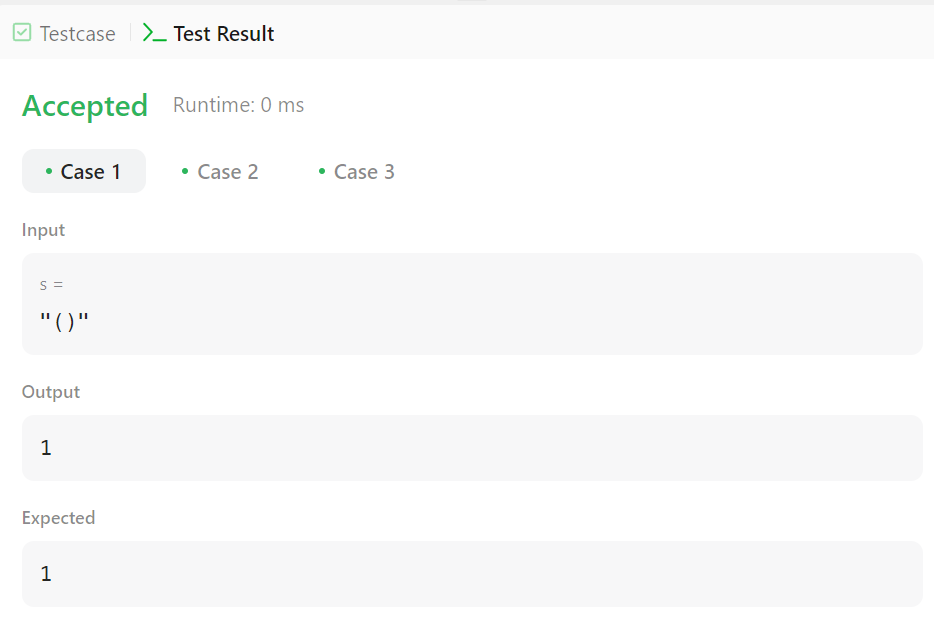 Testcase Test Result
Accepted Runtime: 0 ms
Case 1 Case 2 Case 3
Input
s =
"()"
Output
1
Expected
1